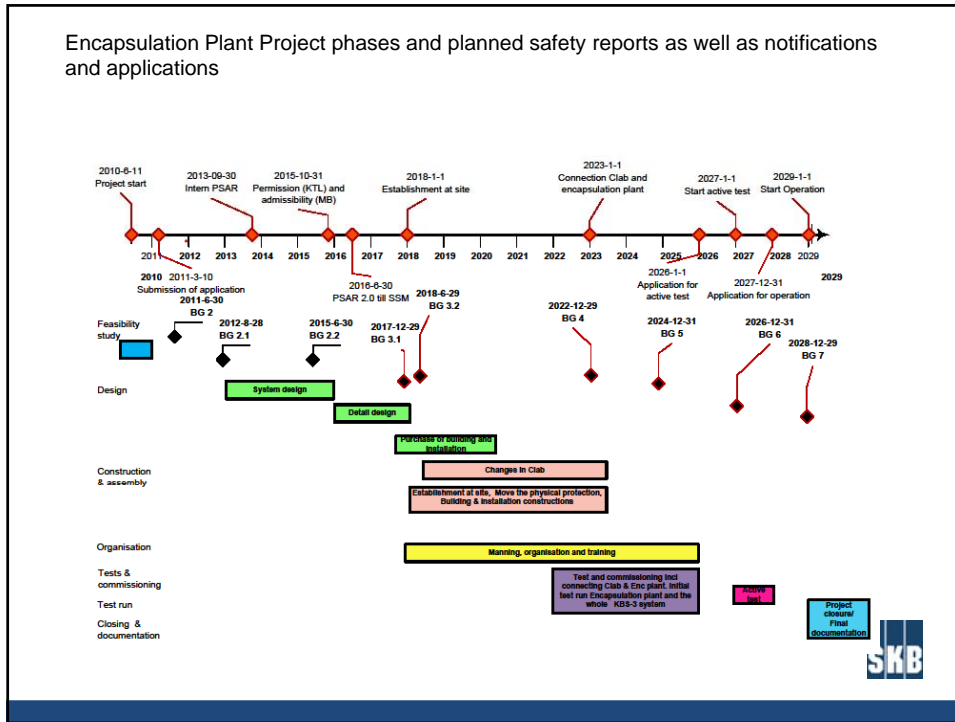 Encapsulation Plant Project phases and planned safety reports as well as notifications
and applications
2010-6-11
Project start
2013-09-30
Intern PSAR
2015-10-31
Permission (KTL) and
admissibility (MB)
2018-1-1
Establishment at site
2023-1-1
Connection Clab and
encapsulation plant
2027-1-1
Start active test
2029-1-1
Start Operation
2011 2012 2013 2014 2015 2016 2017 2018 2019 2020 2021 2022 2023 2024 2025 2026 2027 2028 2029
2010
2029
2011-3-10
Submission of application
2016-6-30
PSAR 2.0 till SSM
2026-1-1
Application for
active test
2027-12-31
Application for operation
2011-6-30
BG 2
2012-8-28
BG 2.1
2015-6-30
BG 2.2
2017-12-29
BG 3.1
2018-6-29
BG 3.2
2022-12-29
BG 4
2024-12-31
BG 5
2026-12-31
BG 6
2028-12-29
BG 7
Feasibility
study
Design
System design
Detail design
Purchase of building and
installation
Construction
& assembly
Changes in Clab
Establishment at site, Move the physical protection,
Building & installation constructions
Organisation
Manning, organisation and training
Tests &
commissioning
Test and commissioning incl
connecting Clab & Enc plant. Initial
test run Encapsulation plant and the
whole KBS-3 system
Active
test
Test run
Closing &
documentation
Project
closure/
Final
documentation
SKB